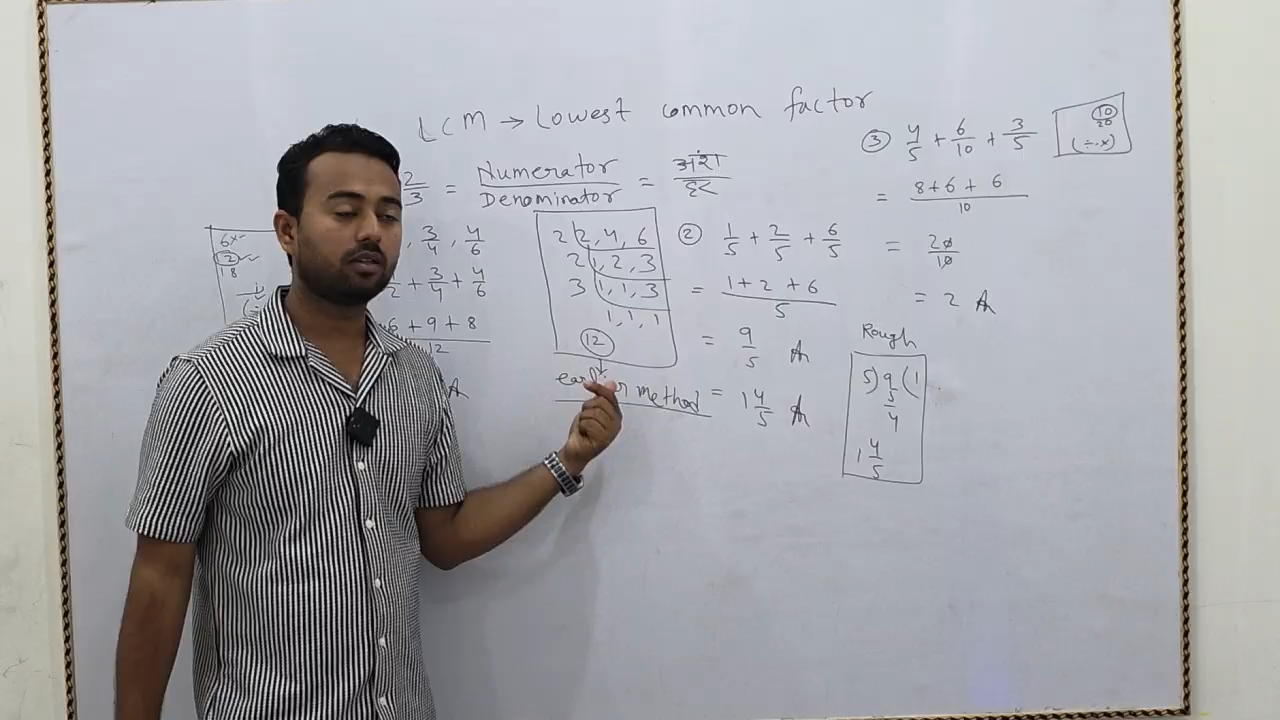 LCM → Lowest common factor
2/3 = Numerator/Denominator = अंश/हर
6×
12
18
, 3/4, 4/6
/2 + 3/4 + 4/6
6 + 9 + 8
12
A
2 2, 4, 6
2 1, 2, 3
3 1, 1, 3
1, 1, 1
12
method
② 1/5 + 2/5 + 6/5
= 1 + 2 + 6 / 5
= 9/5 A
= 1 4/5 A
③ 4/5 + 6/10 + 3/5
= 8 + 6 + 6 / 10
= 20/10
= 2 A
10
20
(÷·×)
Rough
5) 9 (1
5
4
1 4/5